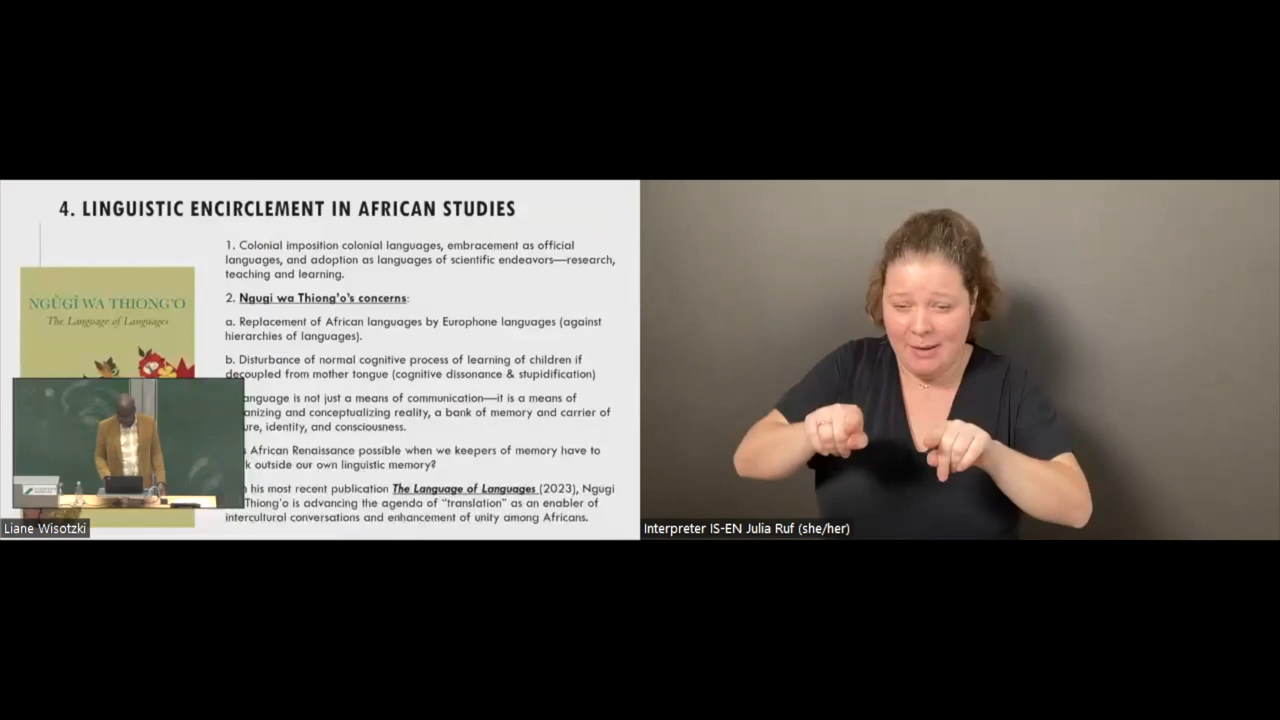 4. LINGUISTIC ENCIRCLEMENT IN AFRICAN STUDIES
1. Colonial imposition colonial languages, embracement as official
languages, and adoption as languages of scientific endeavors—research,
teaching and learning.
2. Ngugi wa Thiong’o’s concerns:
a. Replacement of African languages by Europhone languages (against
hierarchies of languages).
b. Disturbance of normal cognitive process of learning of children if
decoupled from mother tongue (cognitive dissonance & stupidification)
language is not just a means of communication—it is a means of
anizing and conceptualizing reality, a bank of memory and carrier of
ure, identity, and consciousness.
African Renaissance possible when we keepers of memory have to
k outside our own linguistic memory?
his most recent publication The Language of Languages (2023), Ngugi
Thiong’o is advancing the agenda of “translation” as an enabler of
intercultural conversations and enhancement of unity among Africans.
NGŨGĨ WA THIONG’O
The Language of Languages
Liane Wisotzki
Interpreter IS-EN Julia Ruf (she/her)